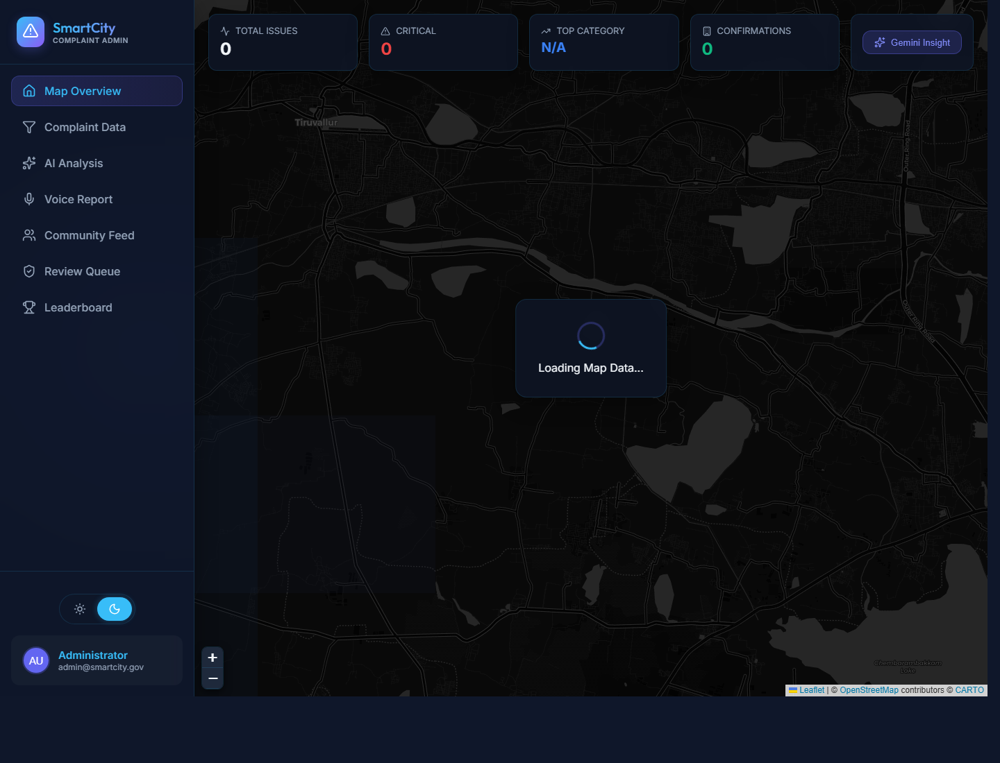 SmartCity
COMPLAINT ADMIN
Map Overview
Complaint Data
AI Analysis
Voice Report
Community Feed
Review Queue
Leaderboard
AU
Administrator
admin@smartcity.gov
TOTAL ISSUES
0
CRITICAL
0
TOP CATEGORY
N/A
CONFIRMATIONS
0
Gemini Insight
Tiruvallur
Outer Ring Road
Outer Ring Road
Loading Map Data...
Chembarambakkam
Lake
+
−
Leaflet | © OpenStreetMap contributors © CARTO